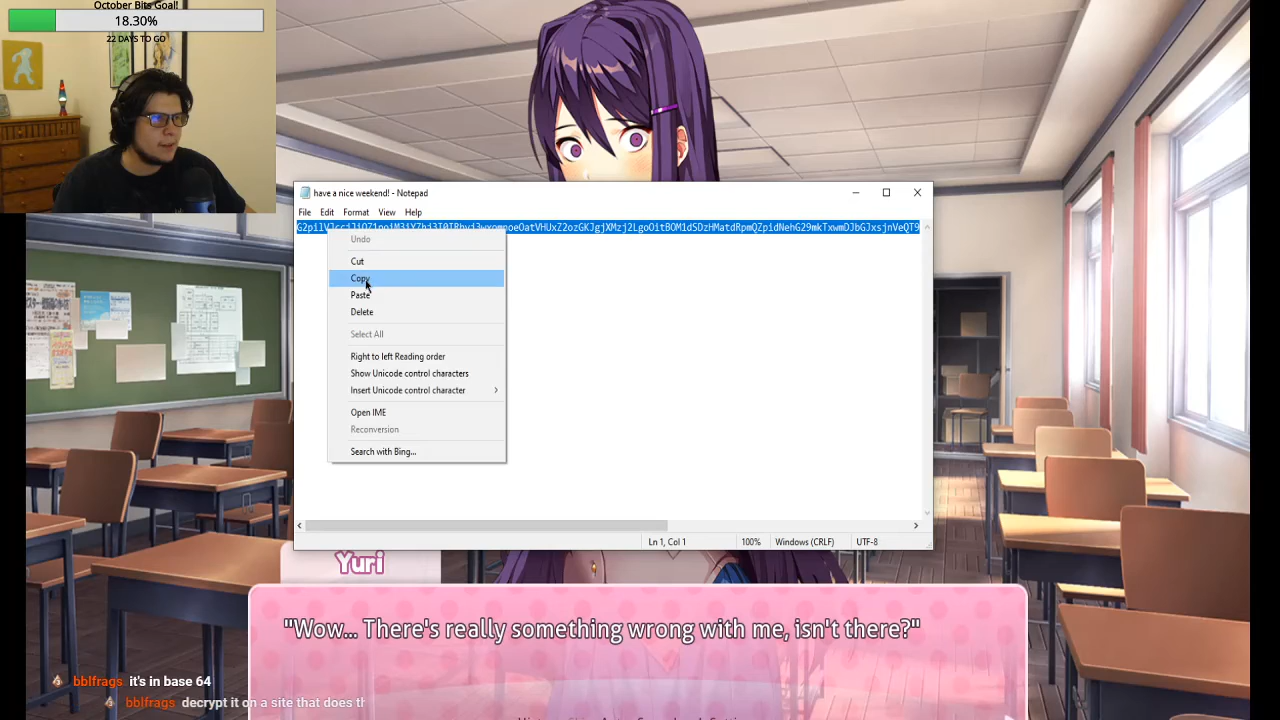 October Bits Goal!
18.30%
22 DAYS TO GO
have a nice weekend! - Notepad
File Edit Format View Help
Undo
Cut
Copy
Paste
Delete
Select All
Right to left Reading order
Show Unicode control characters
Insert Unicode control character
Open IME
Reconversion
Search with Bing...
Ln 1, Col 1 100% Windows (CRLF) UTF-8
Yuri
"Wow... There's really something wrong with me, isn't there?"
bblfrags it's in base 64
bblfrags decrypt it on a site that does th